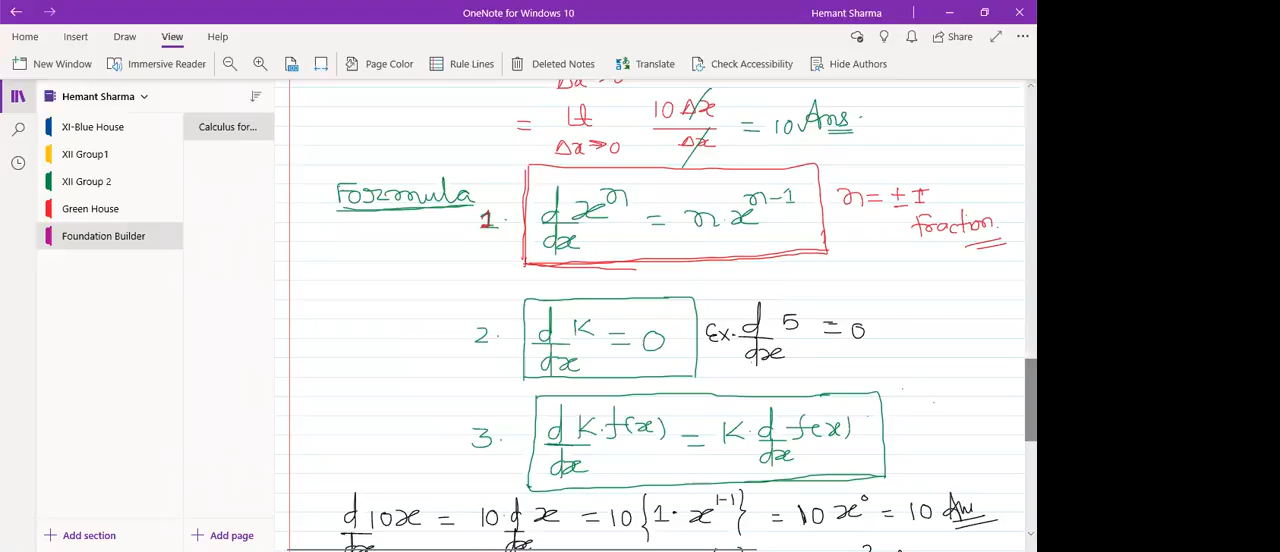 OneNote for Windows 10
Hemant Sharma
Home Insert Draw View Help
Share
New Window Immersive Reader Page Color Rule Lines Deleted Notes Translate Check Accessibility Hide Authors
Hemant Sharma
XI-Blue House
XII Group1
XII Group 2
Green House
Foundation Builder
Calculus for...
Δx→0
= Lt Δx→0 10 Δx / Δx = 10 Ans.
Formula
1. d/dx x^n = n·x^(n-1) n = ± I
fraction.
2. d/dx K = 0 Ex. d/dx 5 = 0
3. d/dx K·f(x) = K·d/dx f(x)
d/dx 10x = 10 d/dx x = 10{1·x^(1-1)} = 10x^0 = 10 Ans
Add section
Add page